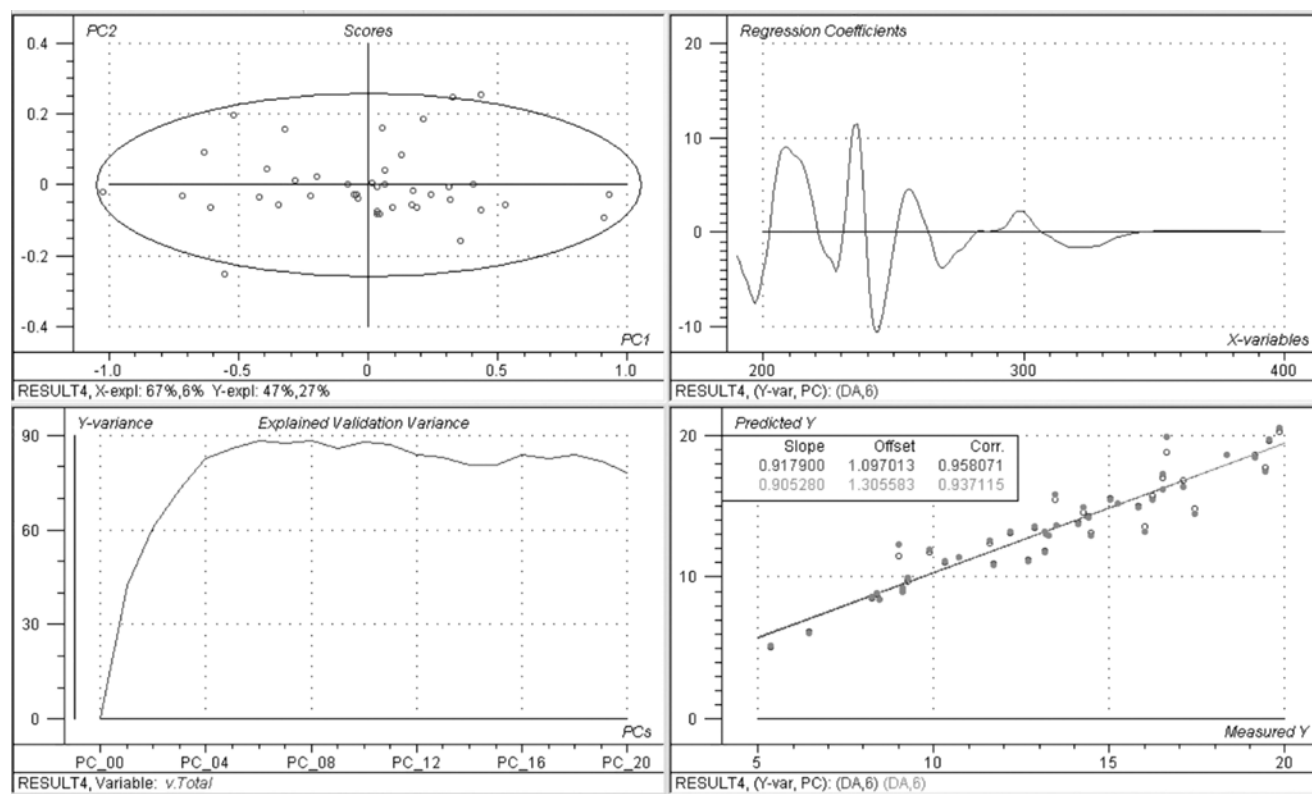 PC2 Scores
0.4
0.2
0
-0.2
-0.4
PC1
-1.0 -0.5 0 0.5 1.0
RESULT4, X-expl: 67%,6% Y-expl: 47%,27%
Regression Coefficients
20
10
0
-10
X-variables
200 300 400
RESULT4, (Y-var, PC): (DA,6)
Y-variance Explained Validation Variance
90
60
30
0
PCs
PC_00 PC_04 PC_08 PC_12 PC_16 PC_20
RESULT4, Variable: v.Total
Predicted Y
20
Slope Offset Corr.
0.917900 1.097013 0.958071
0.905280 1.305583 0.937115
10
0
Measured Y
5 10 15 20
RESULT4, (Y-var, PC): (DA,6) (DA,6)